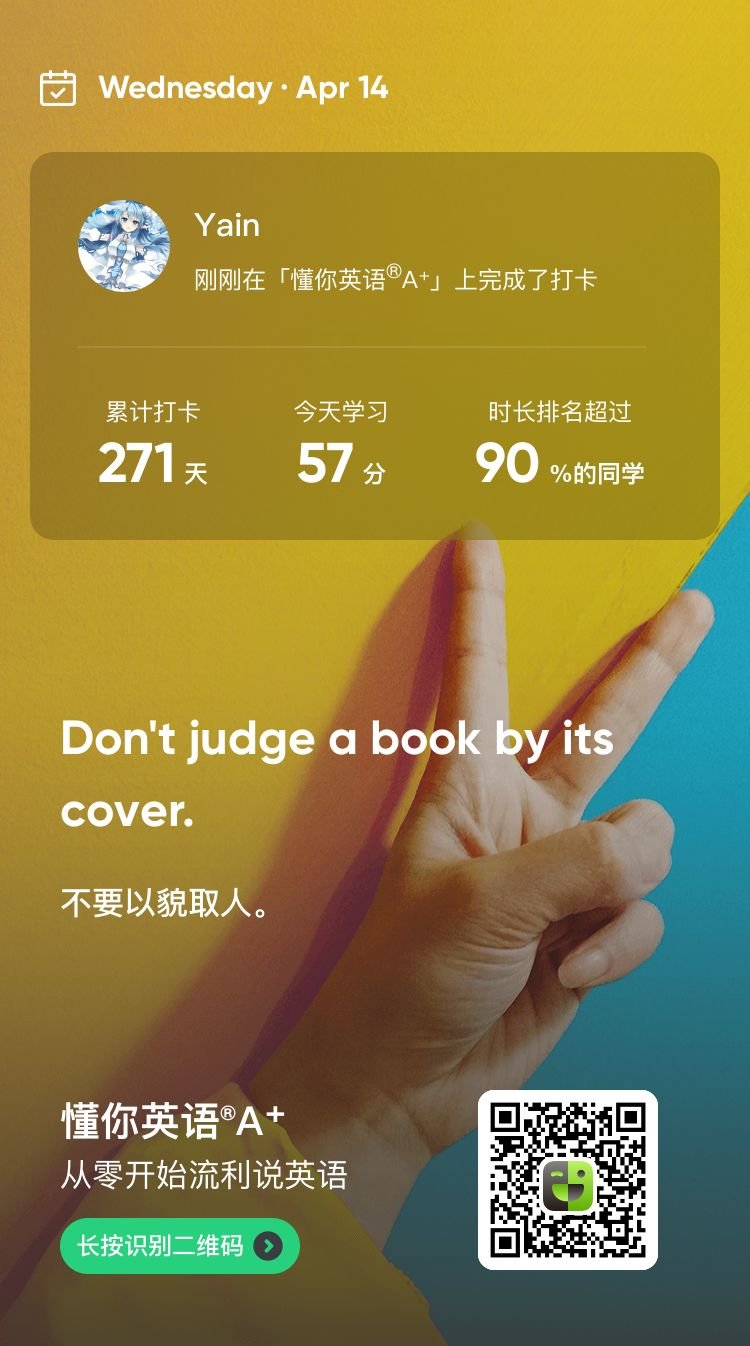 Wednesday · Apr 14
Yain
刚刚在「懂你英语®A⁺」上完成了打卡
累计打卡 今天学习 时长排名超过
271 天 57 分 90 %的同学
Don't judge a book by its
cover.
不要以貌取人。
懂你英语®A⁺
从零开始流利说英语
长按识别二维码